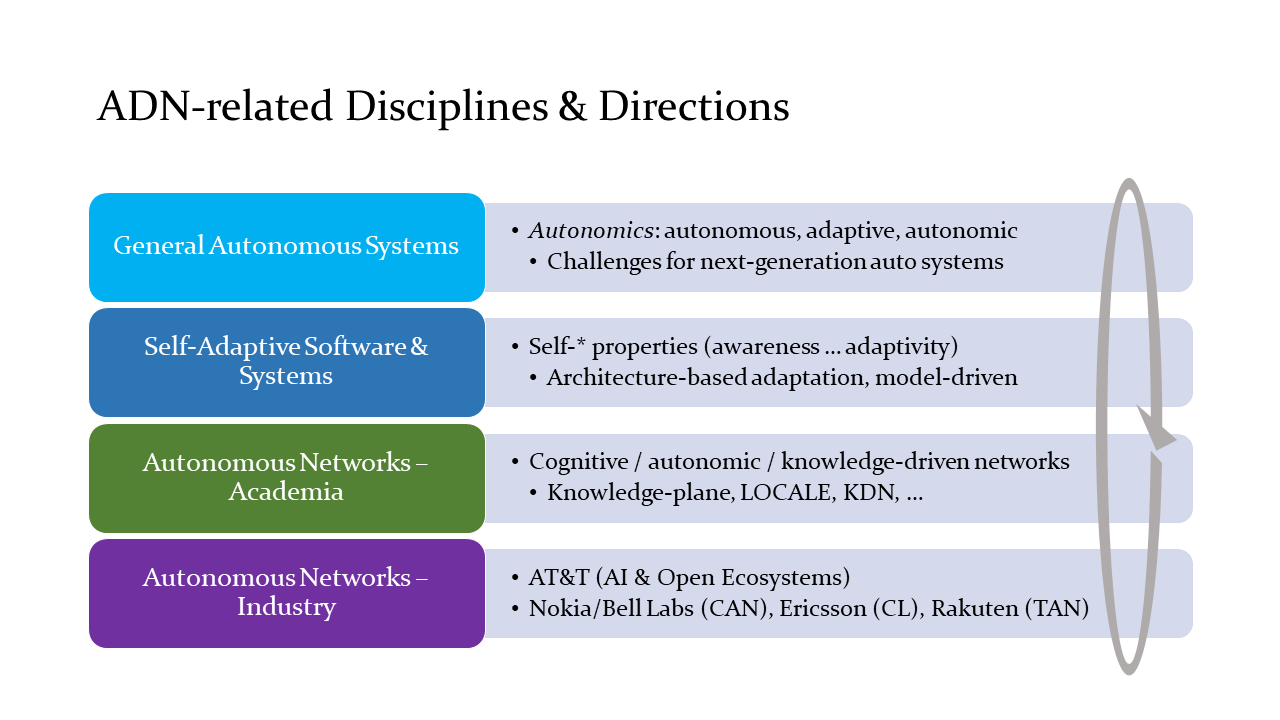 ADN-related Disciplines & Directions
General Autonomous Systems
• Autonomics: autonomous, adaptive, autonomic
• Challenges for next-generation auto systems
Self-Adaptive Software &
Systems
• Self-* properties (awareness … adaptivity)
• Architecture-based adaptation, model-driven
Autonomous Networks –
Academia
• Cognitive / autonomic / knowledge-driven networks
• Knowledge-plane, LOCALE, KDN, …
Autonomous Networks –
Industry
• AT&T (AI & Open Ecosystems)
• Nokia/Bell Labs (CAN), Ericsson (CL), Rakuten (TAN)